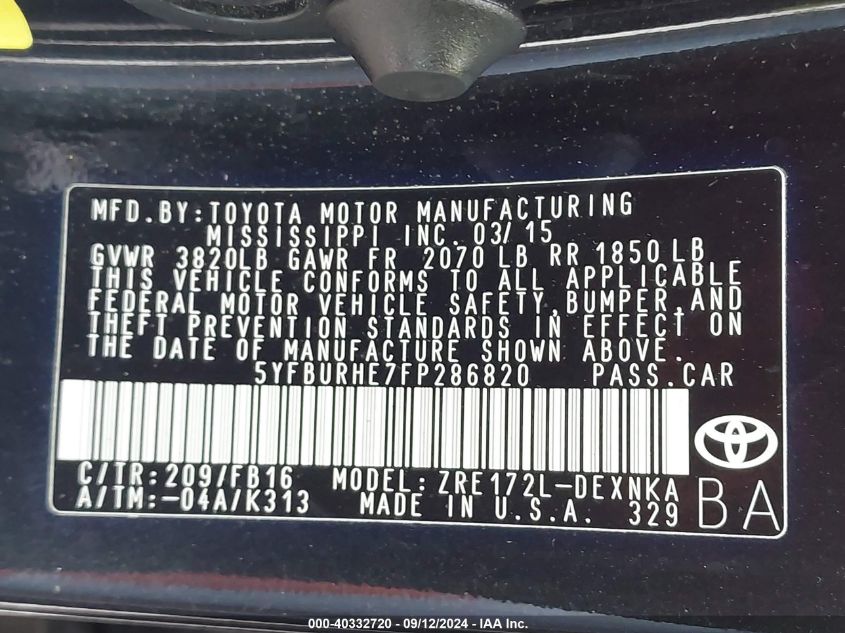 MFD.BY:TOYOTA MOTOR MANUFACTURING
MISSISSIPPI INC. 03/15
GVWR 3820LB GAWR FR 2070 LB RR 1850 LB
THIS VEHICLE CONFORMS TO ALL APPLICABLE
FEDERAL MOTOR VEHICLE SAFETY,BUMPER,AND
THEFT PREVENTION STANDARDS IN EFFECT ON
THE DATE OF MANUFACTURE SHOWN ABOVE.
5YFBURHE7FP286820 PASS.CAR
C/TR:209/FB16 MODEL:ZRE172L-DEXNKA
A/TM:-04A/K313 MADE IN U.S.A. 329 BA
000-40332720 - 09/12/2024 - IAA Inc.